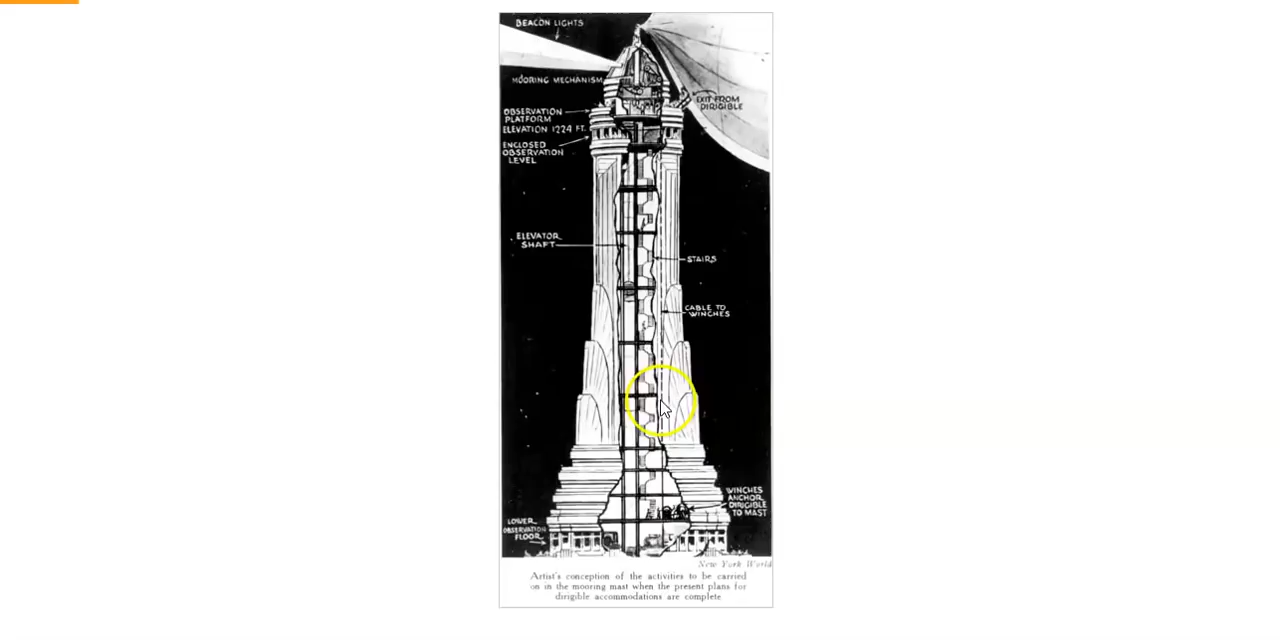 BEACON LIGHTS
MOORING MECHANISM
EXIT FROM
DIRIGIBLE
OBSERVATION
PLATFORM
ELEVATION 1224 FT.
ENCLOSED
OBSERVATION
LEVEL
ELEVATOR
SHAFT
STAIRS
CABLE TO
WINCHES
WINCHES
ANCHOR
DIRIGIBLE
TO MAST
LOWER
OBSERVATION
FLOOR
New York World
Artist's conception of the activities to be carried
on in the mooring mast when the present plans for
dirigible accommodations are complete